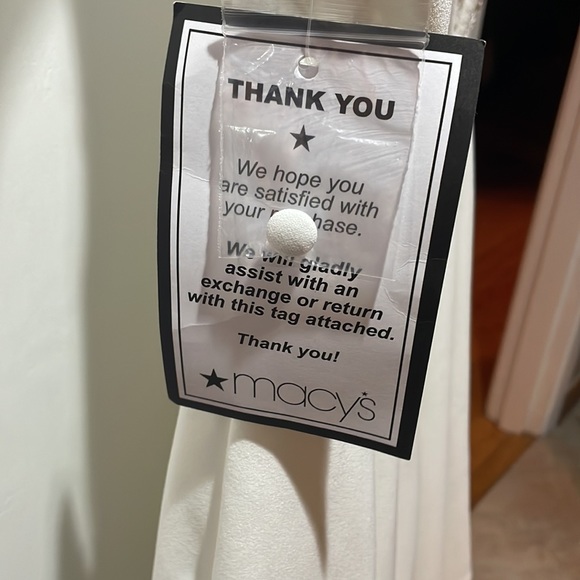 THANK YOU
We hope you
are satisfied with
your
We will gladly
assist with an
exchange or return
with this tag attached.
Thank you!
macy's